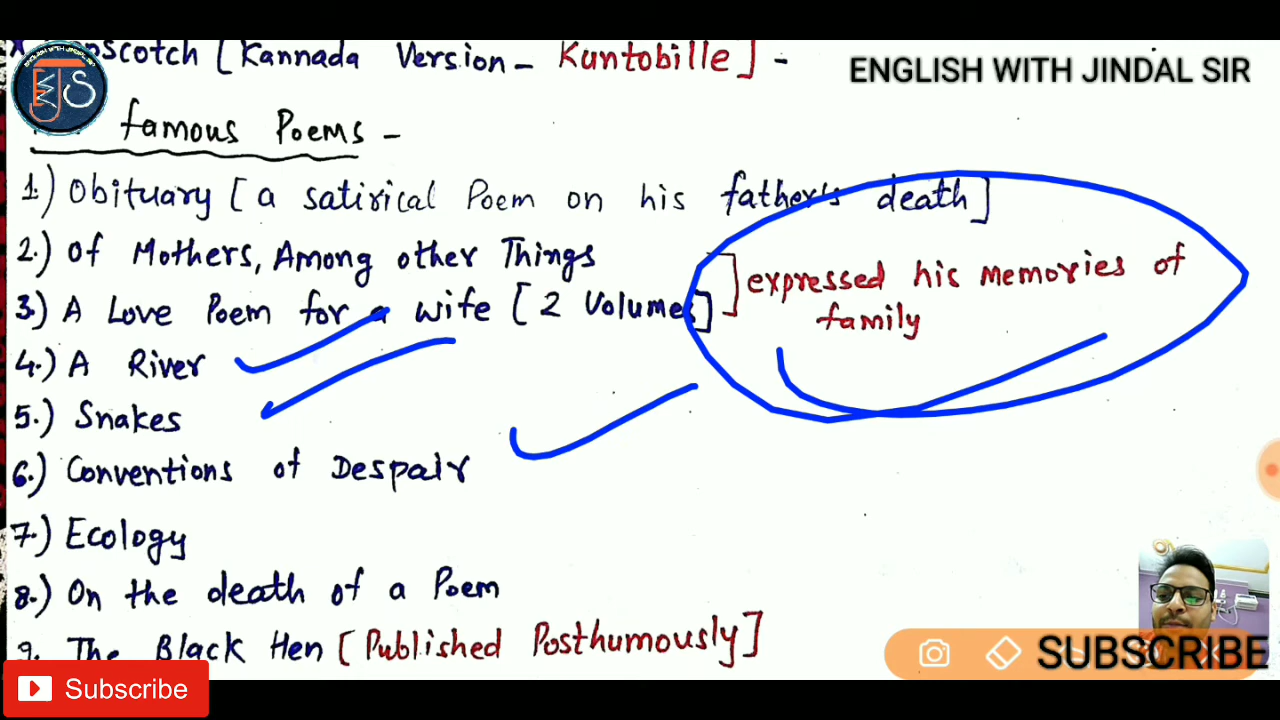 Hopscotch [Kannada Version - Kuntobille] -
ENGLISH WITH JINDAL SIR
famous Poems -
1.) Obituary [a satirical Poem on his father's death]
2.) Of Mothers, Among other Things
3.) A Love Poem for a wife [2 Volumes]
] expressed his Memories of
family
4.) A River
5.) Snakes
6.) Conventions of Despair
7.) Ecology
8.) On the death of a Poem
9. The Black Hen [Published Posthumously]
SUBSCRIBE
Subscribe